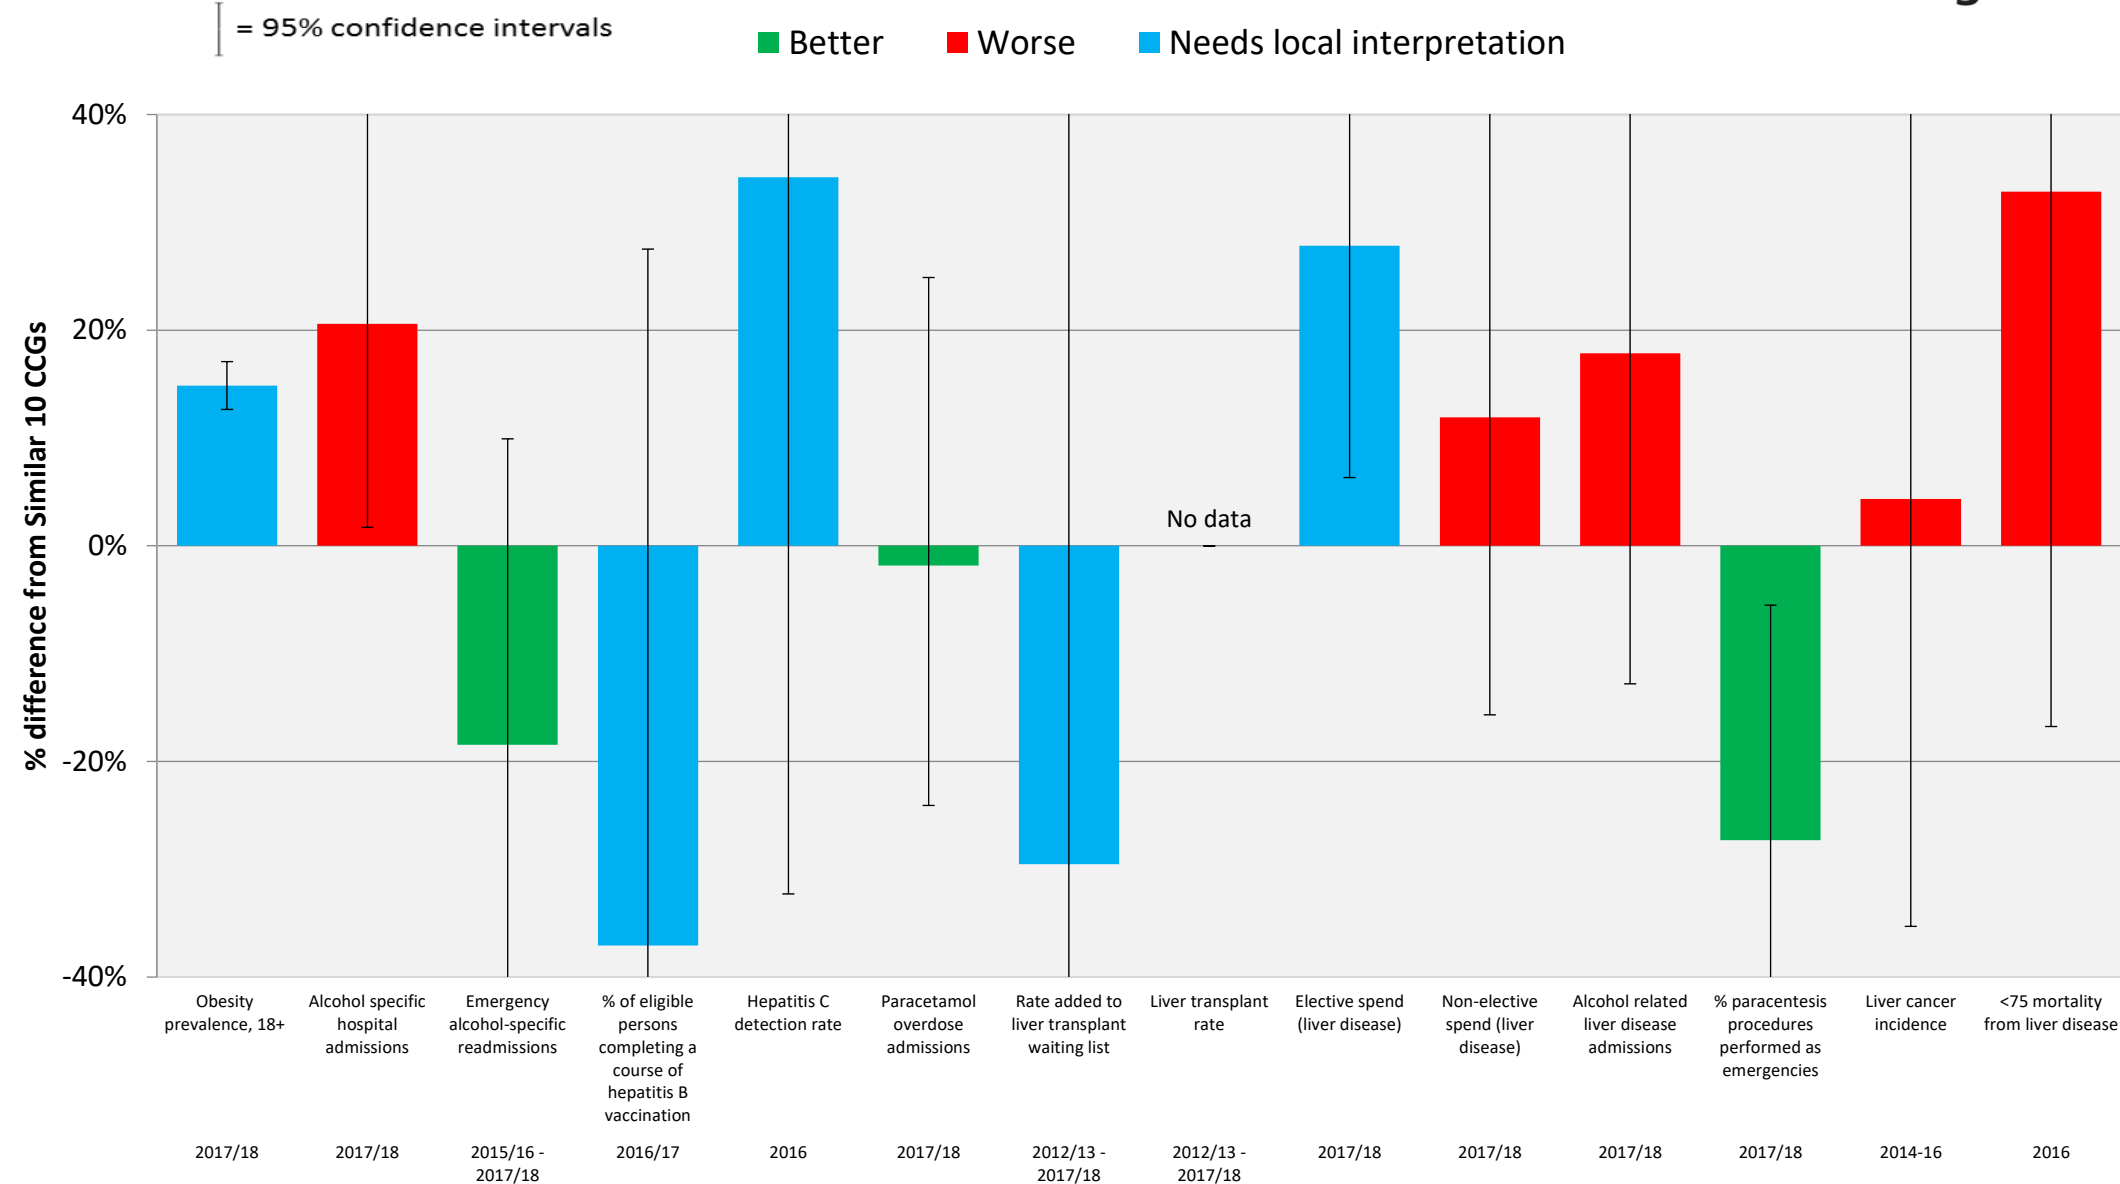 = 95% confidence intervals
Better
Worse
Needs local interpretation
% difference from Similar 10 CCGs
40%
20%
0%
-20%
-40%
No data
Obesity
prevalence, 18+
2017/18
Alcohol specific
hospital
admissions
2017/18
Emergency
alcohol-specific
readmissions
2015/16 -
2017/18
% of eligible
persons
completing a
course of
hepatitis B
vaccination
2016/17
Hepatitis C
detection rate
2016
Paracetamol
overdose
admissions
2017/18
Rate added to
liver transplant
waiting list
2012/13 -
2017/18
Liver transplant
rate
2012/13 -
2017/18
Elective spend
(liver disease)
2017/18
Non-elective
spend (liver
disease)
2017/18
Alcohol related
liver disease
admissions
2017/18
% paracentesis
procedures
performed as
emergencies
2017/18
Liver cancer
incidence
2014-16
<75 mortality
from liver disease
2016